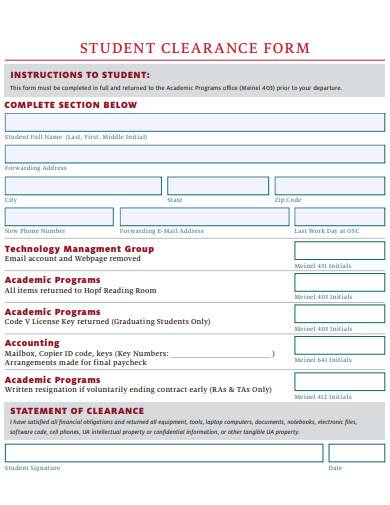 STUDENT CLEARANCE FORM
INSTRUCTIONS TO STUDENT:
This form must be completed in full and returned to the Academic Programs office (Meinel 403) prior to your departure.
COMPLETE SECTION BELOW
Student Full Name (Last, First, Middle Initial)
Forwarding Address
City State Zip Code
New Phone Number Forwarding E-Mail Address Last Work Day at OSC
Technology Managment Group
Email account and Webpage removed
Meinel 431 Initials
Academic Programs
All items returned to Hopf Reading Room
Meinel 403 Initials
Academic Programs
Code V License Key returned (Graduating Students Only)
Meinel 403 Initials
Accounting
Mailbox, Copier ID code, keys (Key Numbers: ____________________)
Arrangements made for final paycheck
Meinel 641 Initials
Academic Programs
Written resignation if voluntarily ending contract early (RAs & TAs Only)
Meinel 412 Initials
STATEMENT OF CLEARANCE
I have satisfied all financial obligations and returned all equipment, tools, laptop computers, documents, notebooks, electronic files,
software code, cell phones, UA intellectual property or confidential information, or other tangible UA property.
Student Signature Date